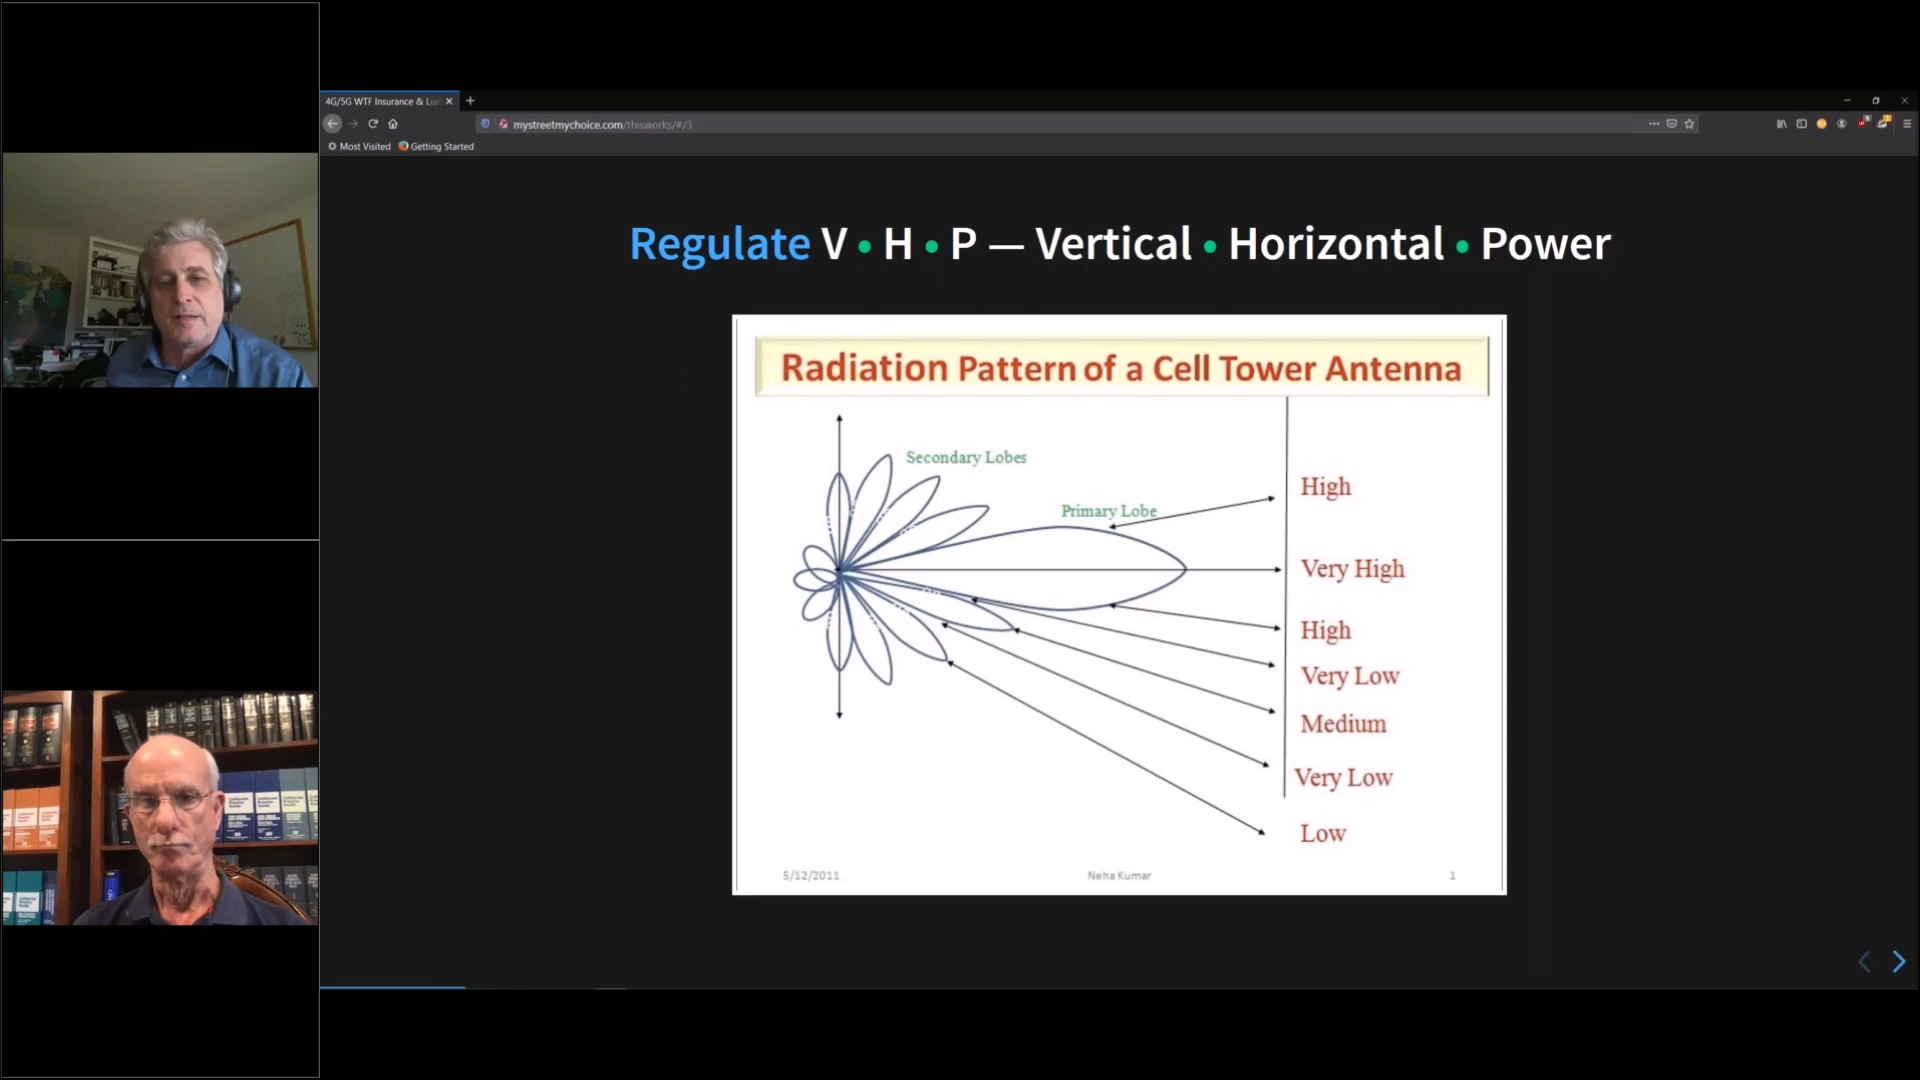 4G/5G WTF Insurance & Lia
mystreetmychoice.com/thisworks/#/3
Most Visited
Getting Started
Regulate V • H • P — Vertical • Horizontal • Power
Radiation Pattern of a Cell Tower Antenna
Secondary Lobes
Primary Lobe
High
Very High
High
Very Low
Medium
Very Low
Low
5/12/2011
Neha Kumar
1